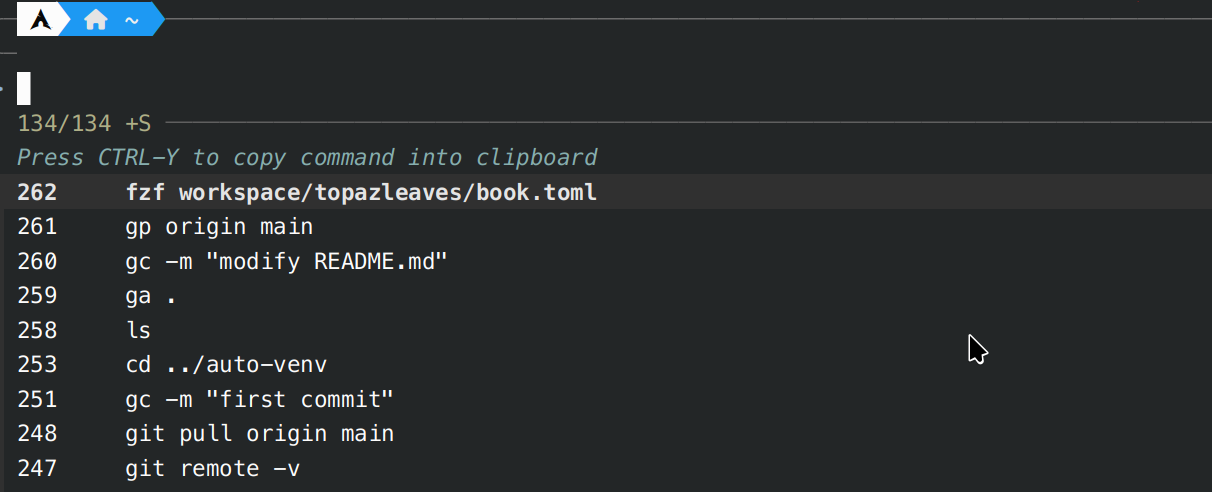 ~
134/134 +S
Press CTRL-Y to copy command into clipboard
262 fzf workspace/topazleaves/book.toml
261 gp origin main
260 gc -m "modify README.md"
259 ga .
258 ls
253 cd ../auto-venv
251 gc -m "first commit"
248 git pull origin main
247 git remote -v